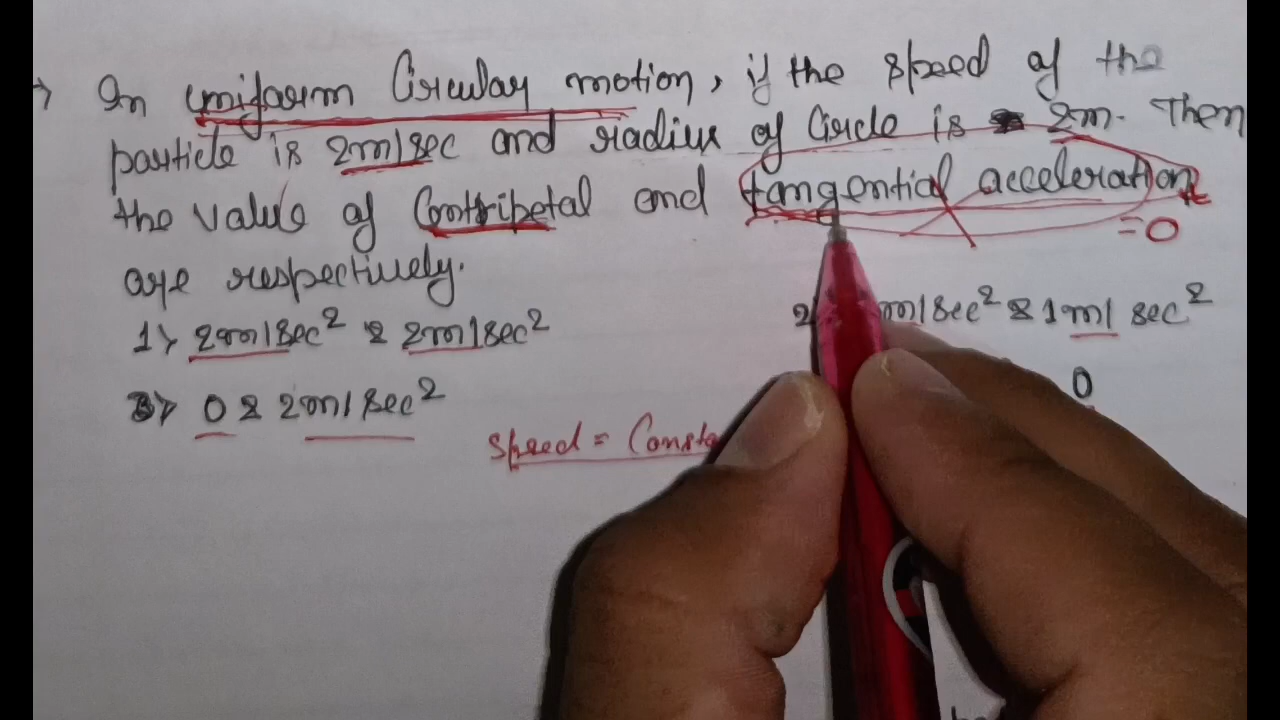 → In uniform Circular motion, if the speed of the
particle is 2m/sec and radius of Circle is 2m. Then
the value of Centripetal and tangential acceleration
= 0
are respectively.
1> 2m/sec² & 2m/sec²
m/sec² & 1m/sec²
3> 0 & 2m/sec²
0
speed = Consta